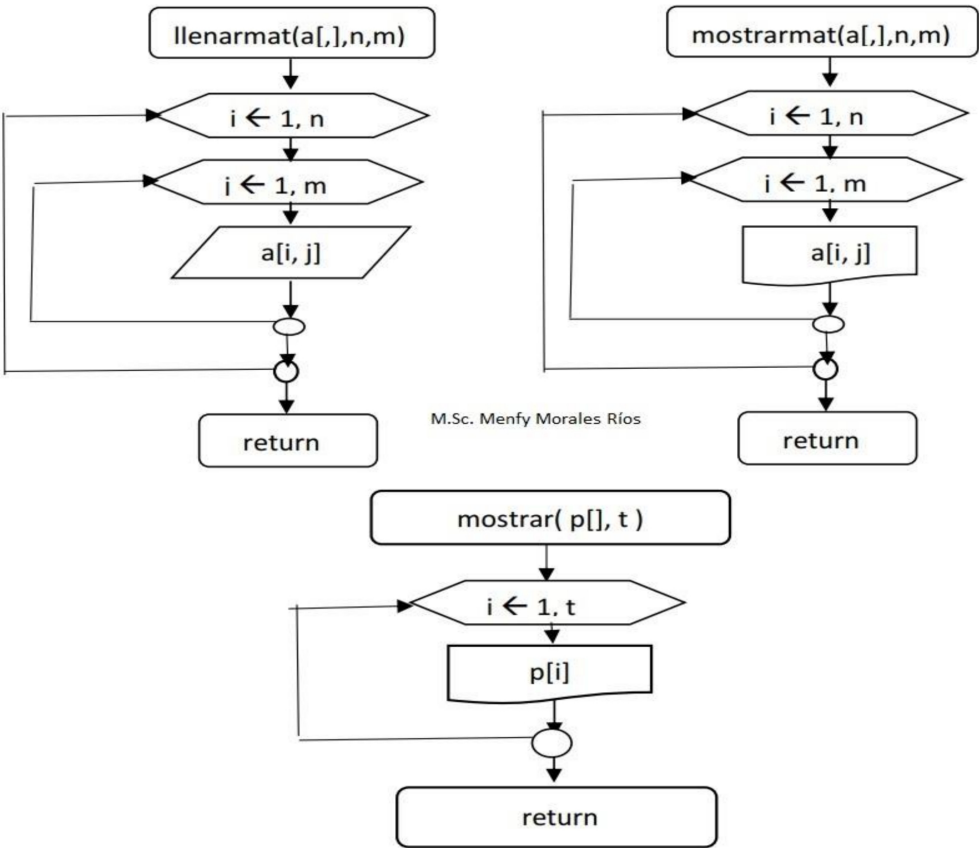 llenarmat(a[,],n,m)
i ← 1, n
j ← 1, m
a[i, j]
return
mostrarmat(a[,],n,m)
i ← 1, n
j ← 1, m
a[i, j]
return
M.Sc. Menfy Morales Ríos
mostrar( p[], t )
i ← 1, t
p[i]
return